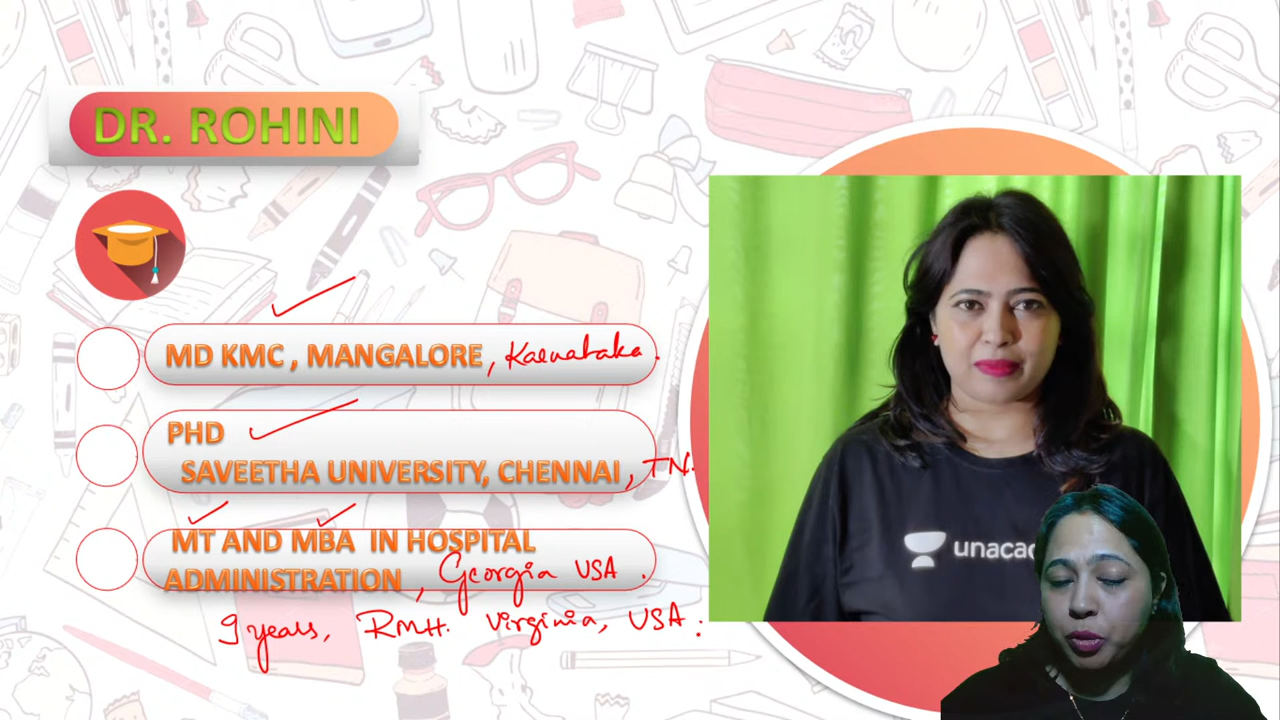 DR. ROHINI
MD KMC , MANGALORE , Karnataka .
PHD
SAVEETHA UNIVERSITY, CHENNAI , TN.
MT AND MBA IN HOSPITAL
ADMINISTRATION , Georgia USA .
9 years, RMH. Virginia, USA .